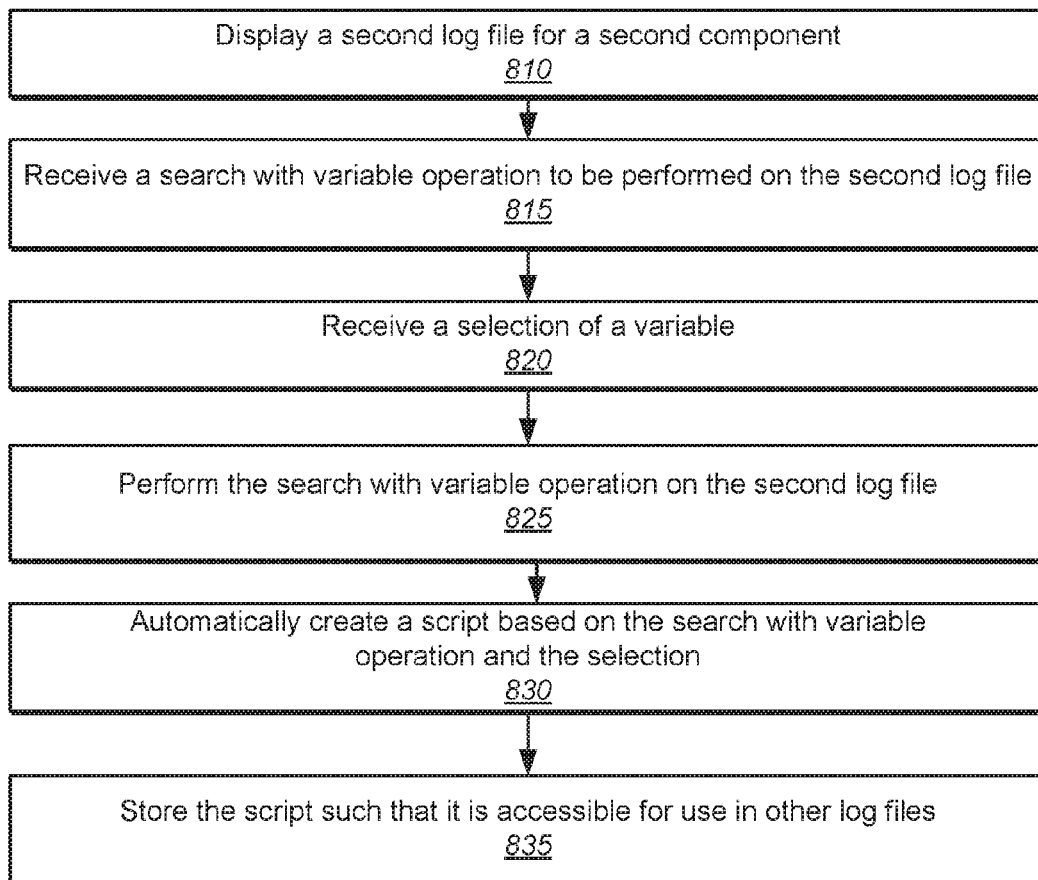 Display a second log file for a second component
810
Receive a search with variable operation to be performed on the second log file
815
Receive a selection of a variable
820
Perform the search with variable operation on the second log file
825
Automatically create a script based on the search with variable
operation and the selection
830
Store the script such that it is accessible for use in other log files
835